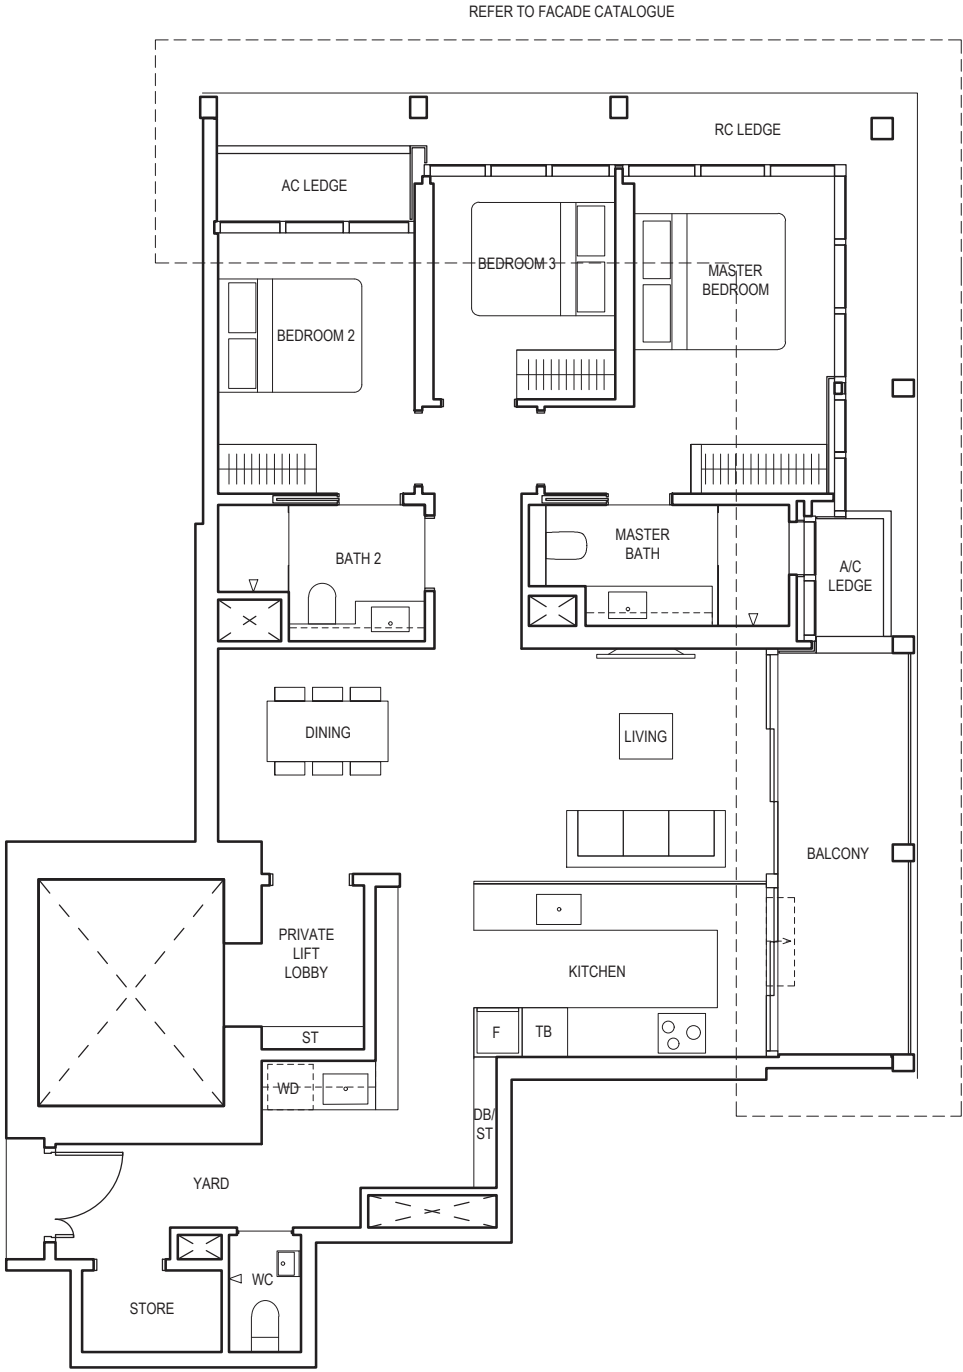 REFER TO FACADE CATALOGUE
RC LEDGE
AC LEDGE
BEDROOM 3
MASTER
BEDROOM
BEDROOM 2
MASTER
BATH
BATH 2
A/C
LEDGE
DINING
LIVING
BALCONY
PRIVATE
LIFT
LOBBY
KITCHEN
ST
F
TB
WD
DB/
ST
YARD
WC
STORE